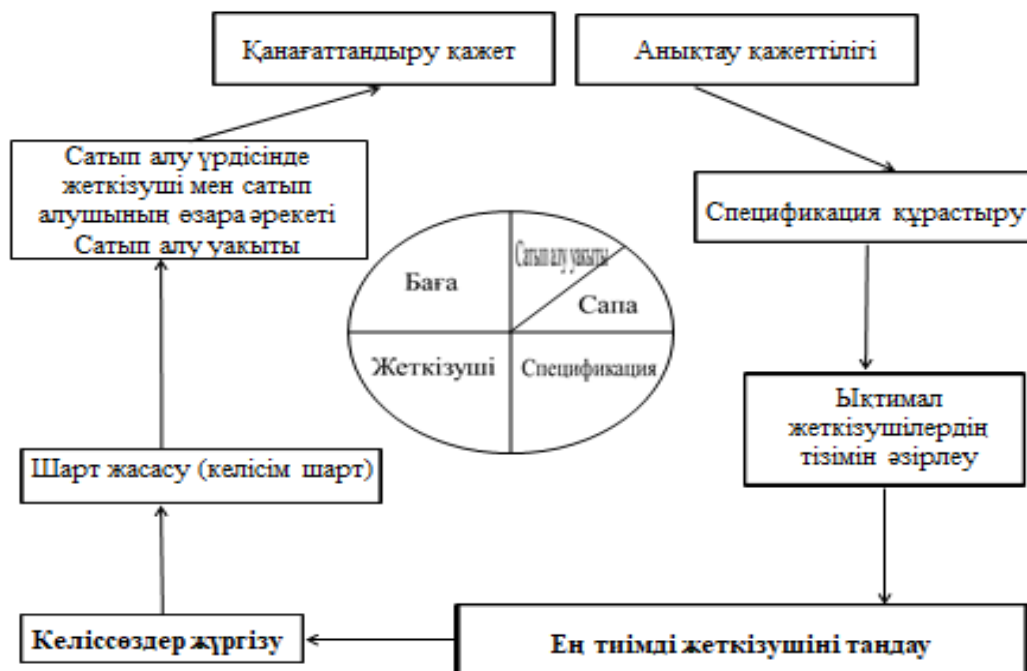 Қанағаттандыру қажет
Анықтау қажеттілігі
Сатып алу үрдісінде
жеткізуші мен сатып
алушының өзара әрекеті
Сатып алу уақыты
Спецификация құрастыру
Сатып алу уақыты
Баға
Сапа
Жеткізуші
Спецификация
Ықтимал
жеткізушілердің
тізімін әзірлеу
Шарт жасасу (келісім шарт)
Келіссөздер жүргізу
Ең тиімді жеткізушіні таңдау